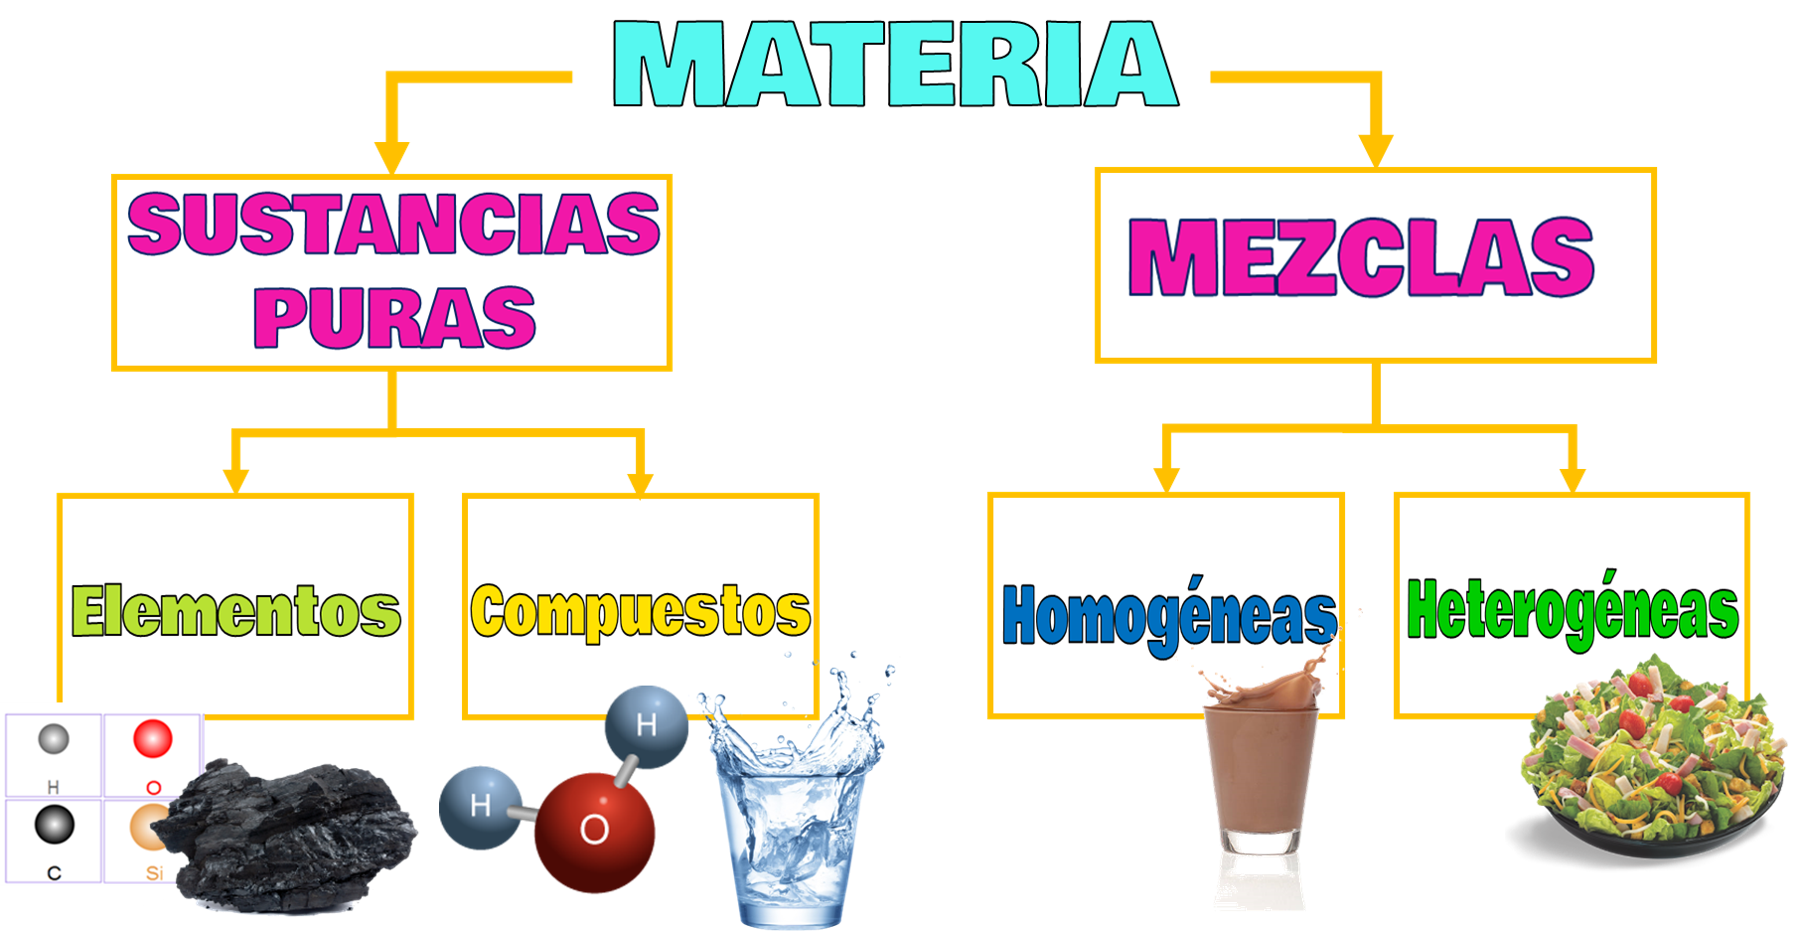 MATERIA
SUSTANCIAS
PURAS
MEZCLAS
Elementos
Compuestos
Homogéneas
Heterogéneas
H
O
C
Si
H
H
O